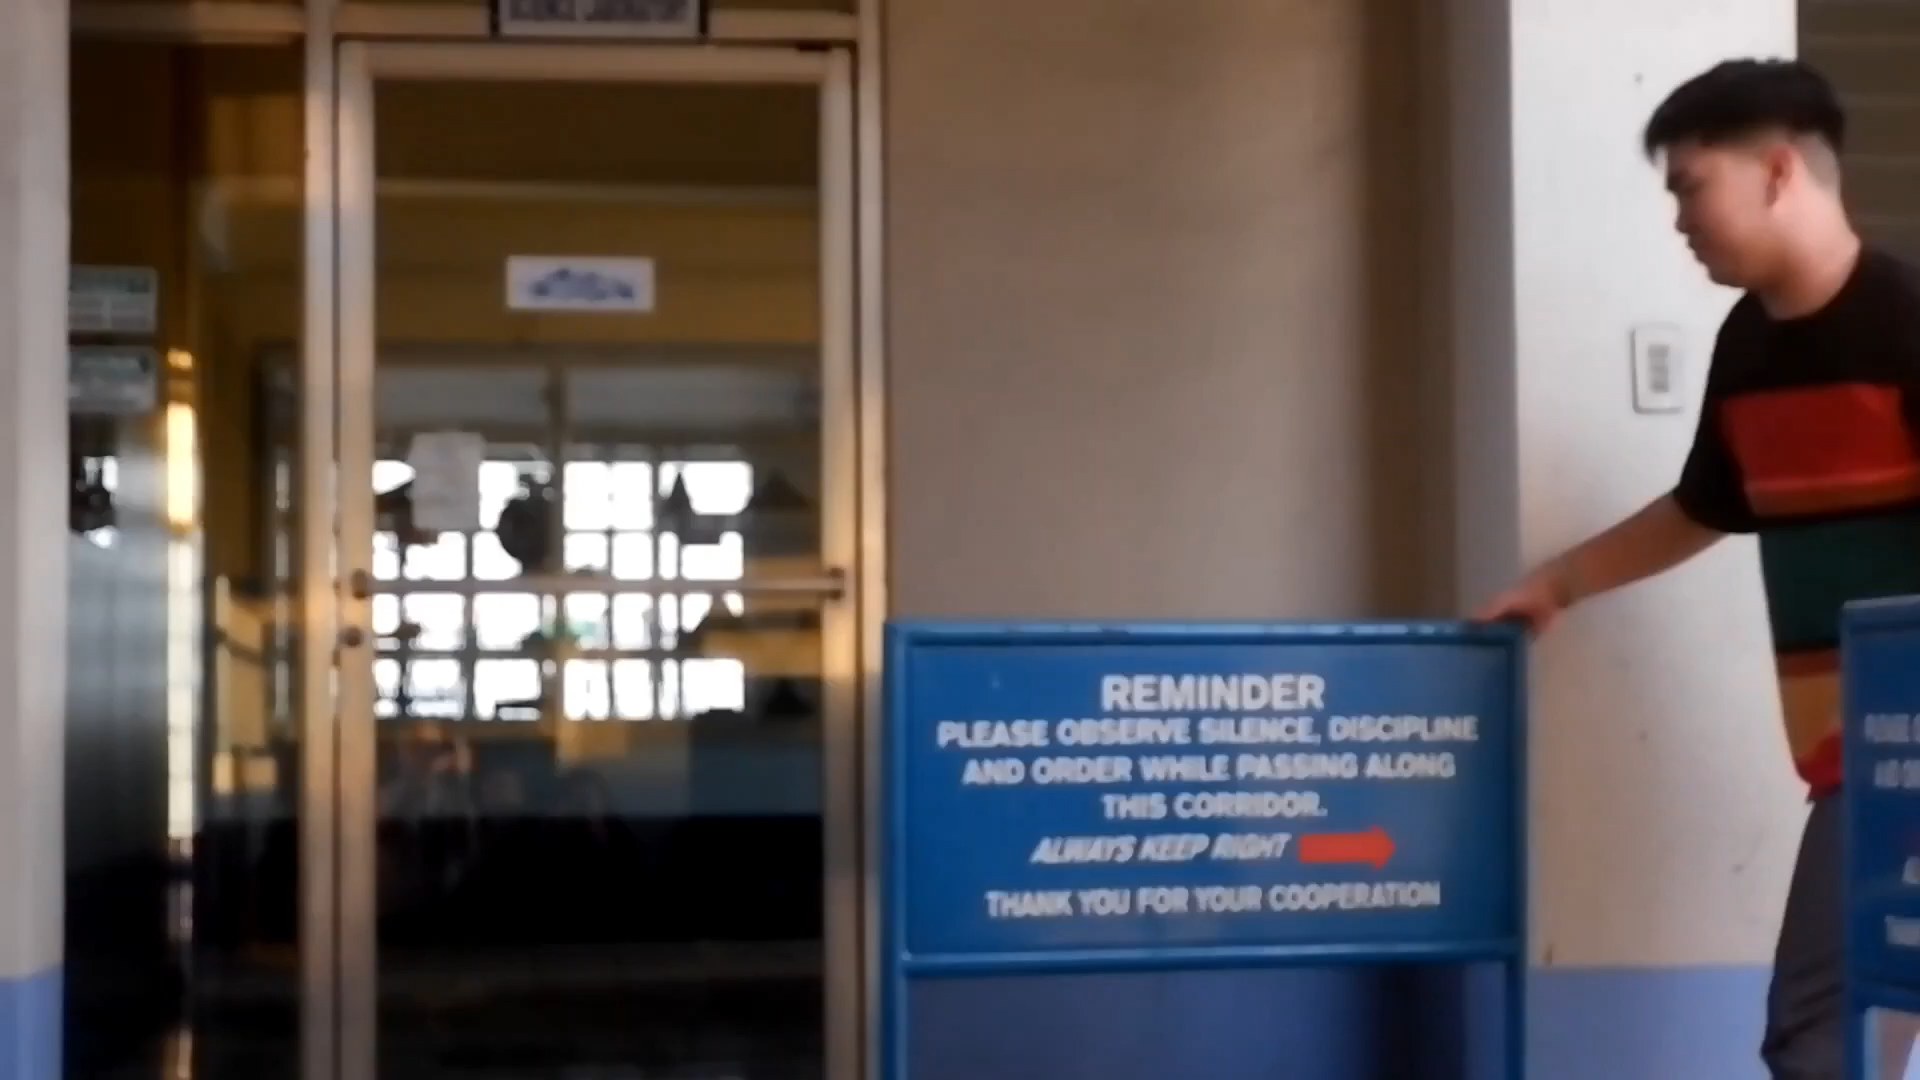 REMINDER
PLEASE OBSERVE SILENCE, DISCIPLINE
AND ORDER WHILE PASSING ALONG
THIS CORRIDOR.
ALWAYS KEEP RIGHT
THANK YOU FOR YOUR COOPERATION